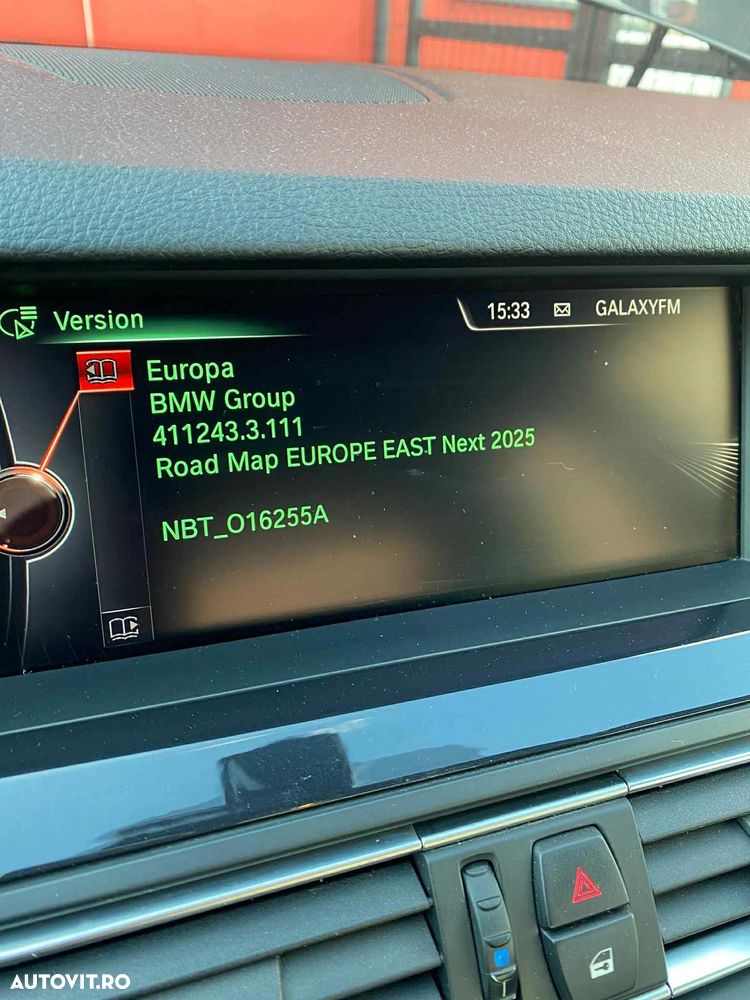 Version
15:33
GALAXYFM
Europa
BMW Group
411243.3.111
Road Map EUROPE EAST Next 2025
NBT_O16255A
AUTOVIT.RO